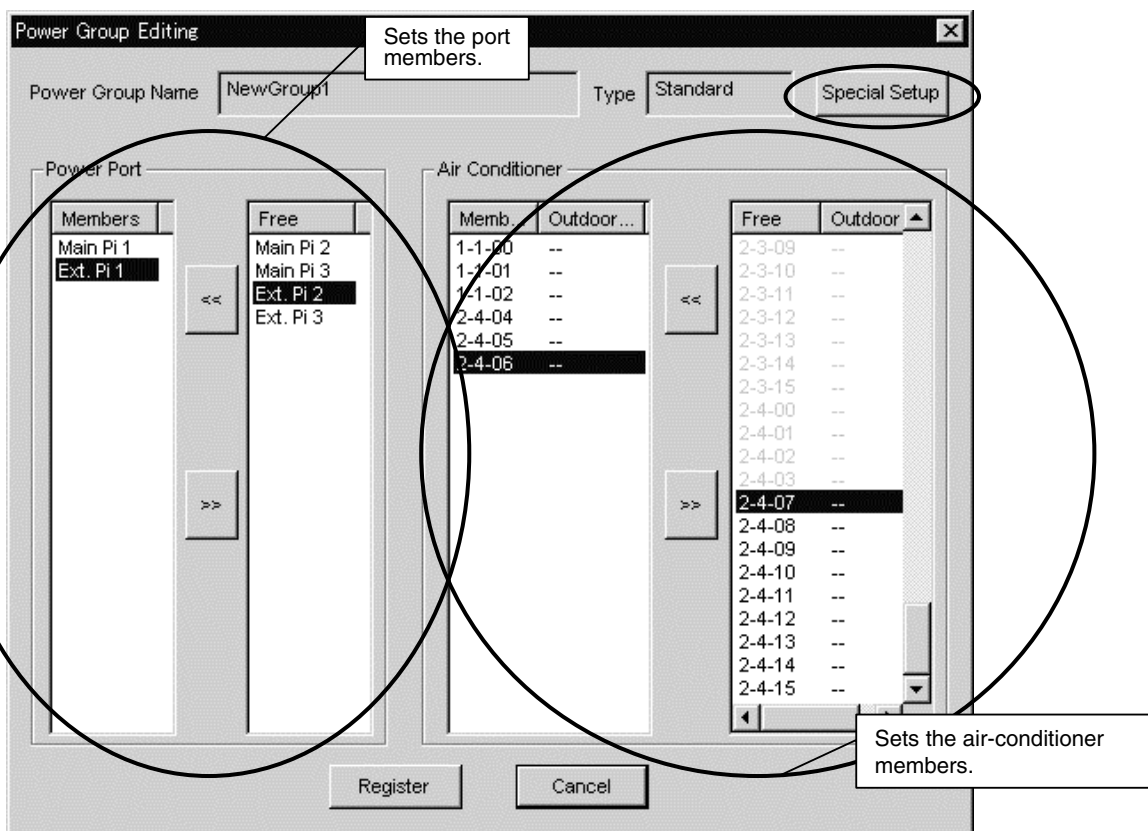 Power Group Editing
Sets the port
members.
Power Group Name NewGroup1 Type Standard Special Setup
Power Port
Members
Main Pi 1
Ext. Pi 1
<<
>>
Free
Main Pi 2
Main Pi 3
Ext. Pi 2
Ext. Pi 3
Air Conditioner
Memb... Outdoor...
1-1-00 --
1-1-01 --
1-1-02 --
2-4-04 --
2-4-05 --
2-4-06 --
<<
>>
Free Outdoor
2-3-09 --
2-3-10 --
2-3-11 --
2-3-12 --
2-3-13 --
2-3-14 --
2-3-15 --
2-4-00 --
2-4-01 --
2-4-02 --
2-4-03 --
2-4-07 --
2-4-08 --
2-4-09 --
2-4-10 --
2-4-11 --
2-4-12 --
2-4-13 --
2-4-14 --
2-4-15 --
Sets the air-conditioner
members.
Register Cancel